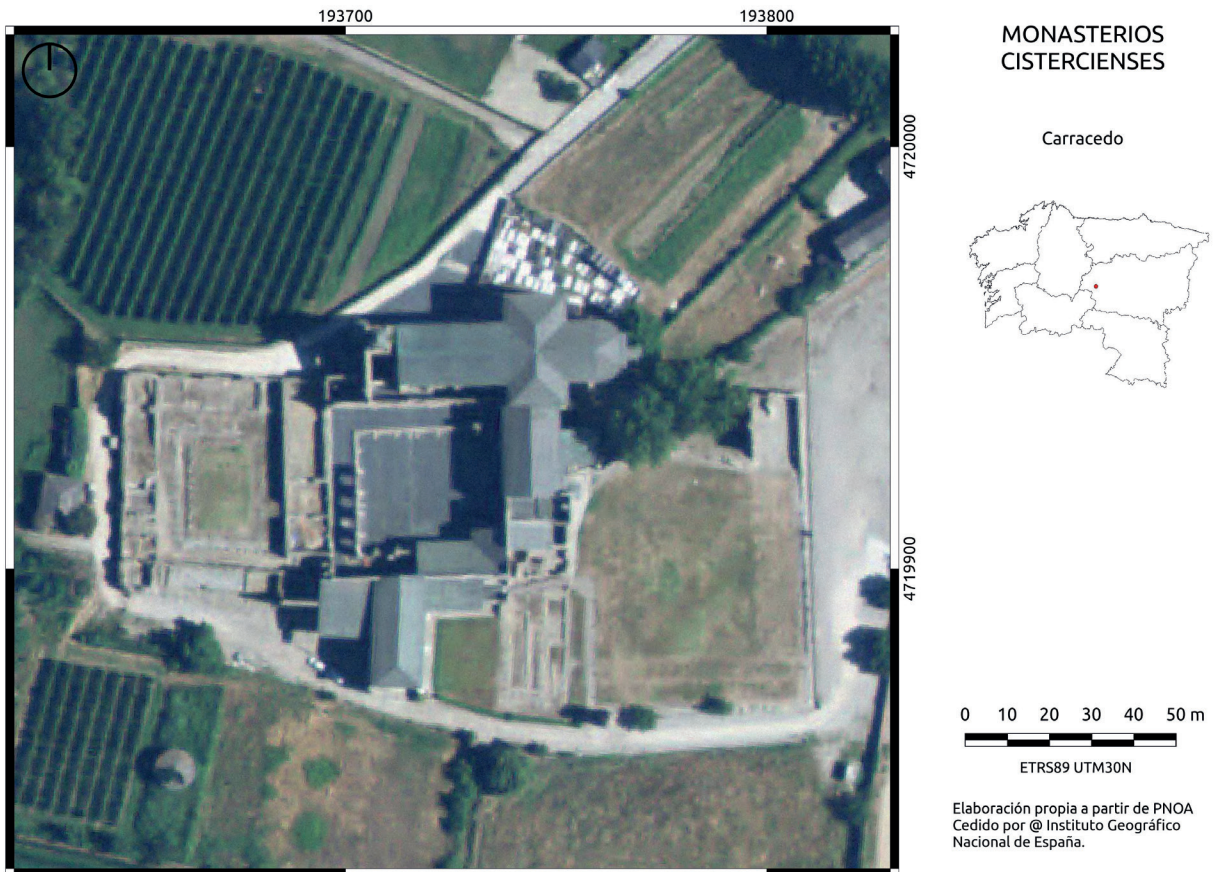 193700
193800
4720000
4719900
MONASTERIOS
CISTERCIENSES
Carracedo
0 10 20 30 40 50 m
ETRS89 UTM30N
Elaboración propia a partir de PNOA
Cedido por @ Instituto Geográfico
Nacional de España.